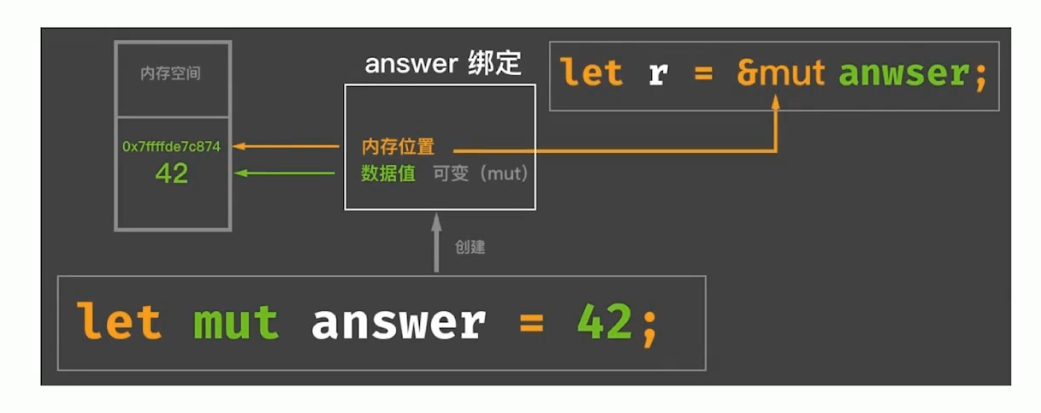 内存空间
0x7ffffde7c874
42
answer 绑定
内存位置
数据值 可变（mut）
let r = &mut anwser;
创建
let mut answer = 42;